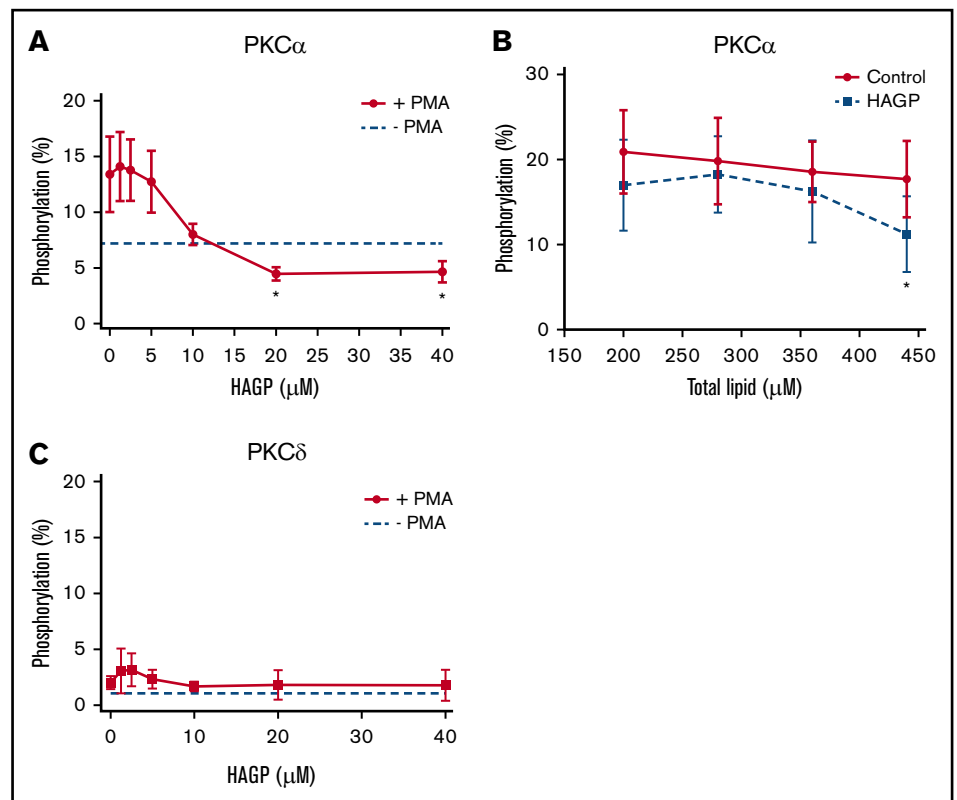 A
PKCα
Phosphorylation (%)
20
15
10
5
0
+ PMA
- PMA
*
*
0 5 10 15 20 25 30 35 40
HAGP (μM)
B
PKCα
Phosphorylation (%)
30
20
10
0
Control
HAGP
*
150 200 250 300 350 400 450
Total lipid (μM)
C
PKCδ
Phosphorylation (%)
20
15
10
5
0
+ PMA
- PMA
0 10 20 30 40
HAGP (μM)